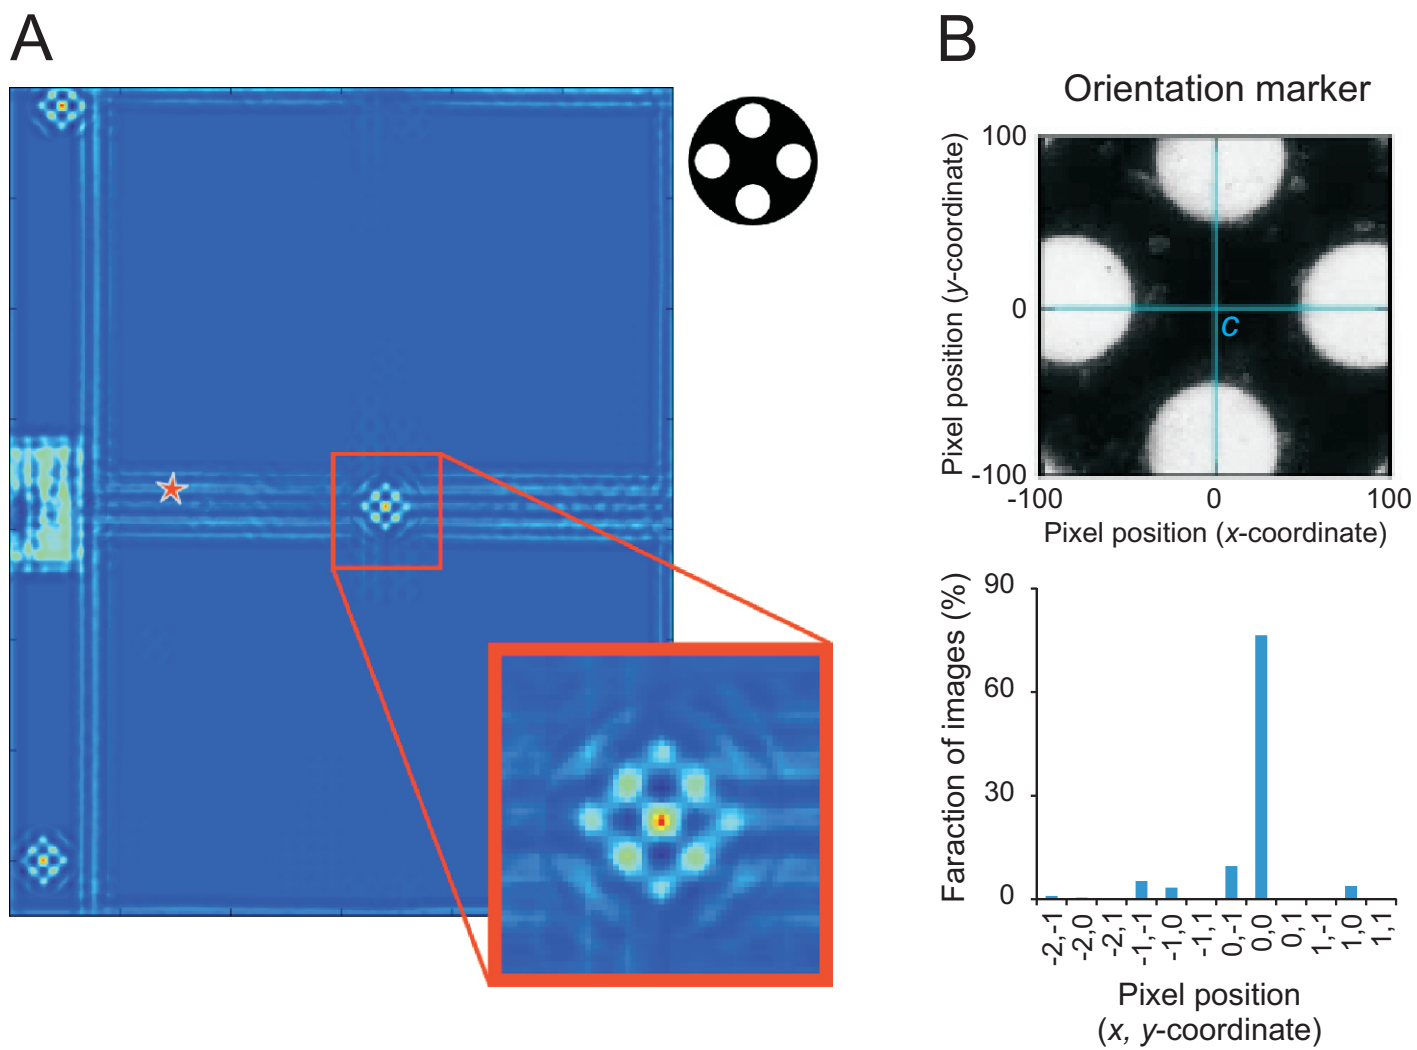 A
B
Orientation marker
Pixel position (y-coordinate)
100
0
-100
c
-100 0 100
Pixel position (x-coordinate)
Faraction of images (%)
90
60
30
0
-2,-1
-2,0
-2,1
-1,-1
-1,0
-1,1
0,-1
0,0
0,1
1,-1
1,0
1,1
Pixel position
(x, y-coordinate)